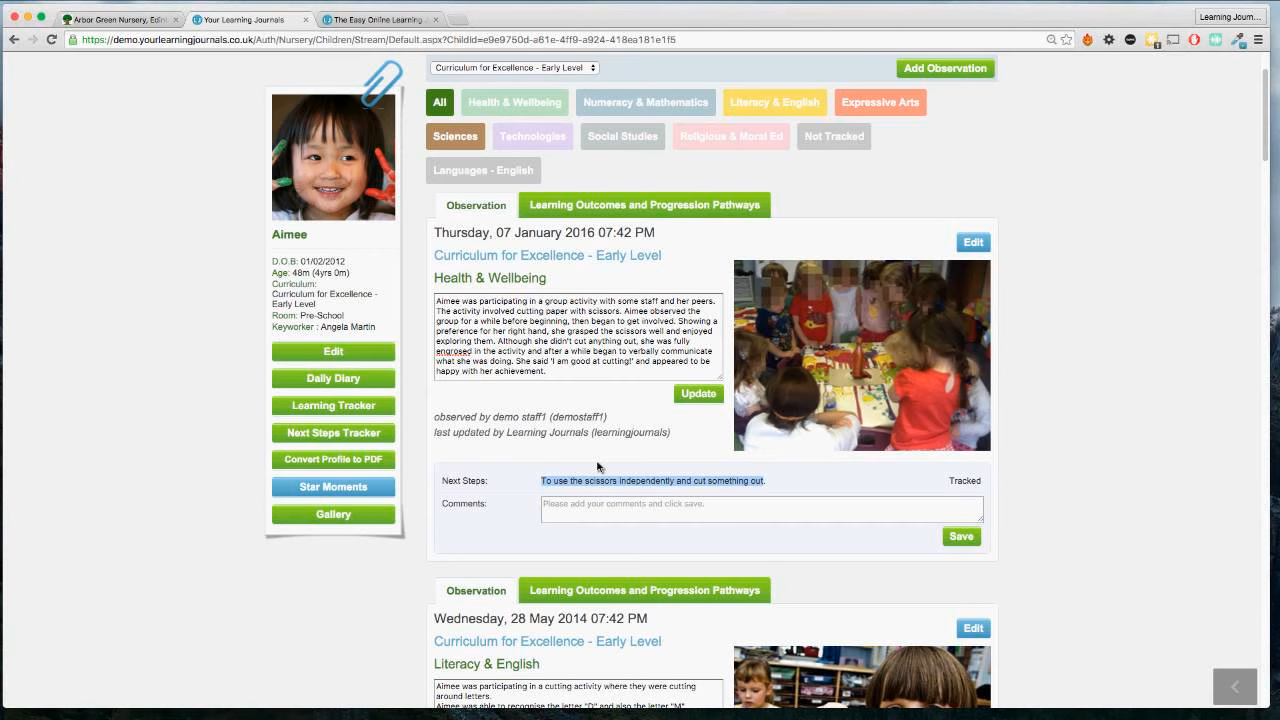 Arbor Green Nursery, Edin
Your Learning Journals
The Easy Online Learning J
Learning Journ...
https://demo.yourlearningjournals.co.uk/Auth/Nursery/Children/Stream/Default.aspx?ChildId=e9e9750d-a61e-4ff9-a924-418ea181e1f5
Curriculum for Excellence - Early Level
Add Observation
All
Health & Wellbeing
Numeracy & Mathematics
Literacy & English
Expressive Arts
Sciences
Technologies
Social Studies
Religious & Moral Ed
Not Tracked
Languages - English
Aimee
D.O.B: 01/02/2012
Age: 48m (4yrs 0m)
Curriculum:
Curriculum for Excellence -
Early Level
Room: Pre-School
Keyworker : Angela Martin
Edit
Daily Diary
Learning Tracker
Next Steps Tracker
Convert Profile to PDF
Star Moments
Gallery
Observation
Learning Outcomes and Progression Pathways
Thursday, 07 January 2016 07:42 PM
Edit
Curriculum for Excellence - Early Level
Health & Wellbeing
Aimee was participating in a group activity with some staff and her peers.
The activity involved cutting paper with scissors. Aimee observed the
group for a while before beginning, then began to get involved. Showing a
preference for her right hand, she grasped the scissors well and enjoyed
exploring them. Although she didn't cut anything out, she was fully
engrosed in the activity and after a while began to verbally communicate
what she was doing. She said 'I am good at cutting!' and appeared to be
happy with her achievement.
Update
observed by demo staff1 (demostaff1)
last updated by Learning Journals (learningjournals)
Next Steps:
To use the scissors independently and cut something out.
Tracked
Comments:
Please add your comments and click save.
Save
Observation
Learning Outcomes and Progression Pathways
Wednesday, 28 May 2014 07:42 PM
Edit
Curriculum for Excellence - Early Level
Literacy & English
Aimee was participating in a cutting activity where they were cutting
around letters.
Aimee was able to recognise the letter "D" and also the letter "M"